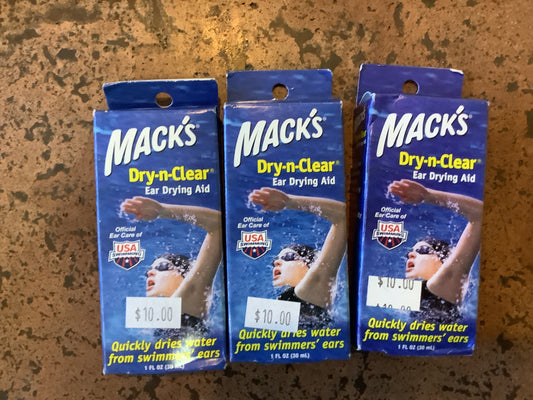 MACK'S®
Dry-n-Clear®
Ear Drying Aid
Official
Ear Care of
USA
SWIMMING
$10.00
Quickly dries water
from swimmers' ears
1 FL OZ (30 mL)
MACK'S®
Dry-n-Clear®
Ear Drying Aid
Official
Ear Care of
USA
SWIMMING
$10.00
Quickly dries water
from swimmers' ears
1 FL OZ (30 mL)
MACK'S®
Dry-n-Clear®
Ear Drying Aid
Official
Ear Care of
USA
SWIMMING
$10.00
$10.00
Quickly dries water
from swimmers' ears
1 FL OZ (30 mL)